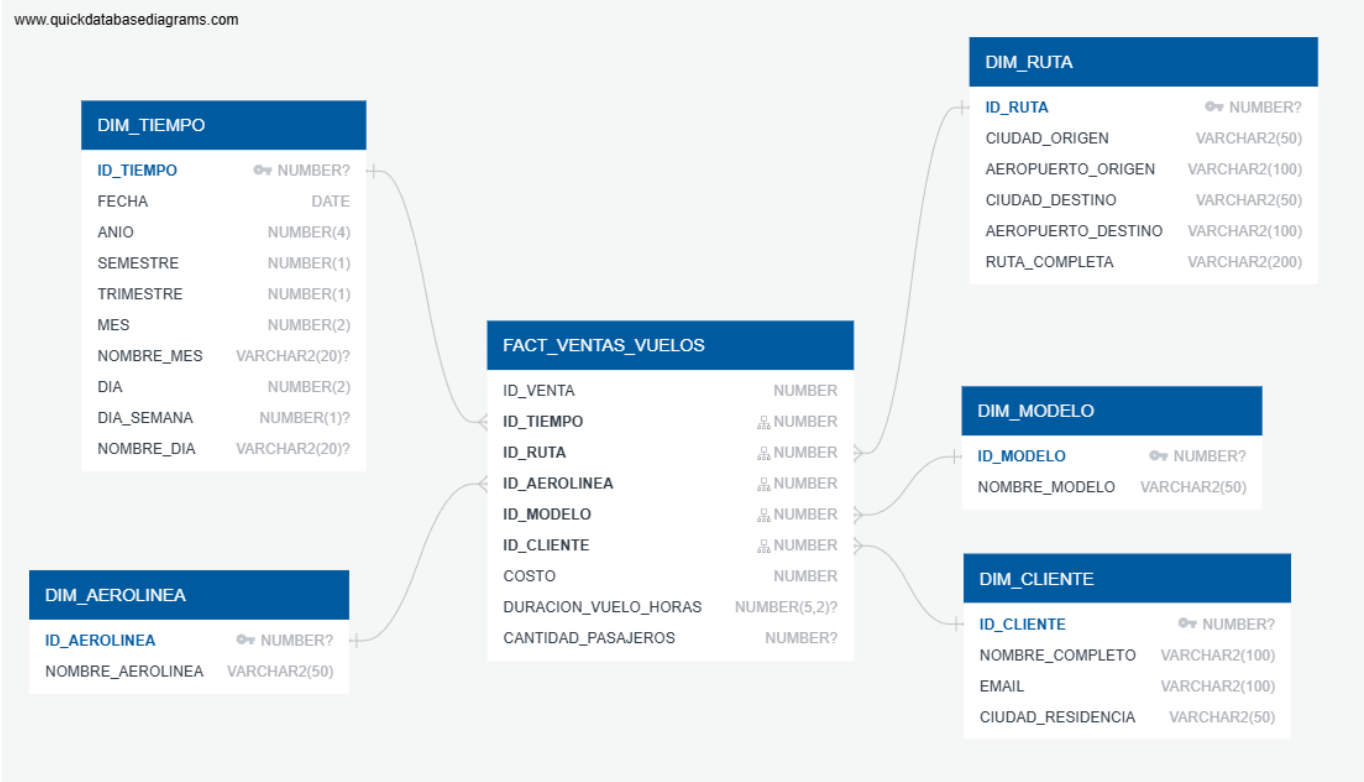 www.quickdatabasediagrams.com
DIM_TIEMPO
ID_TIEMPO NUMBER?
FECHA DATE
ANIO NUMBER(4)
SEMESTRE NUMBER(1)
TRIMESTRE NUMBER(1)
MES NUMBER(2)
NOMBRE_MES VARCHAR2(20)?
DIA NUMBER(2)
DIA_SEMANA NUMBER(1)?
NOMBRE_DIA VARCHAR2(20)?
DIM_AEROLINEA
ID_AEROLINEA NUMBER?
NOMBRE_AEROLINEA VARCHAR2(50)
FACT_VENTAS_VUELOS
ID_VENTA NUMBER
ID_TIEMPO NUMBER
ID_RUTA NUMBER
ID_AEROLINEA NUMBER
ID_MODELO NUMBER
ID_CLIENTE NUMBER
COSTO NUMBER
DURACION_VUELO_HORAS NUMBER(5,2)?
CANTIDAD_PASAJEROS NUMBER?
DIM_RUTA
ID_RUTA NUMBER?
CIUDAD_ORIGEN VARCHAR2(50)
AEROPUERTO_ORIGEN VARCHAR2(100)
CIUDAD_DESTINO VARCHAR2(50)
AEROPUERTO_DESTINO VARCHAR2(100)
RUTA_COMPLETA VARCHAR2(200)
DIM_MODELO
ID_MODELO NUMBER?
NOMBRE_MODELO VARCHAR2(50)
DIM_CLIENTE
ID_CLIENTE NUMBER?
NOMBRE_COMPLETO VARCHAR2(100)
EMAIL VARCHAR2(100)
CIUDAD_RESIDENCIA VARCHAR2(50)